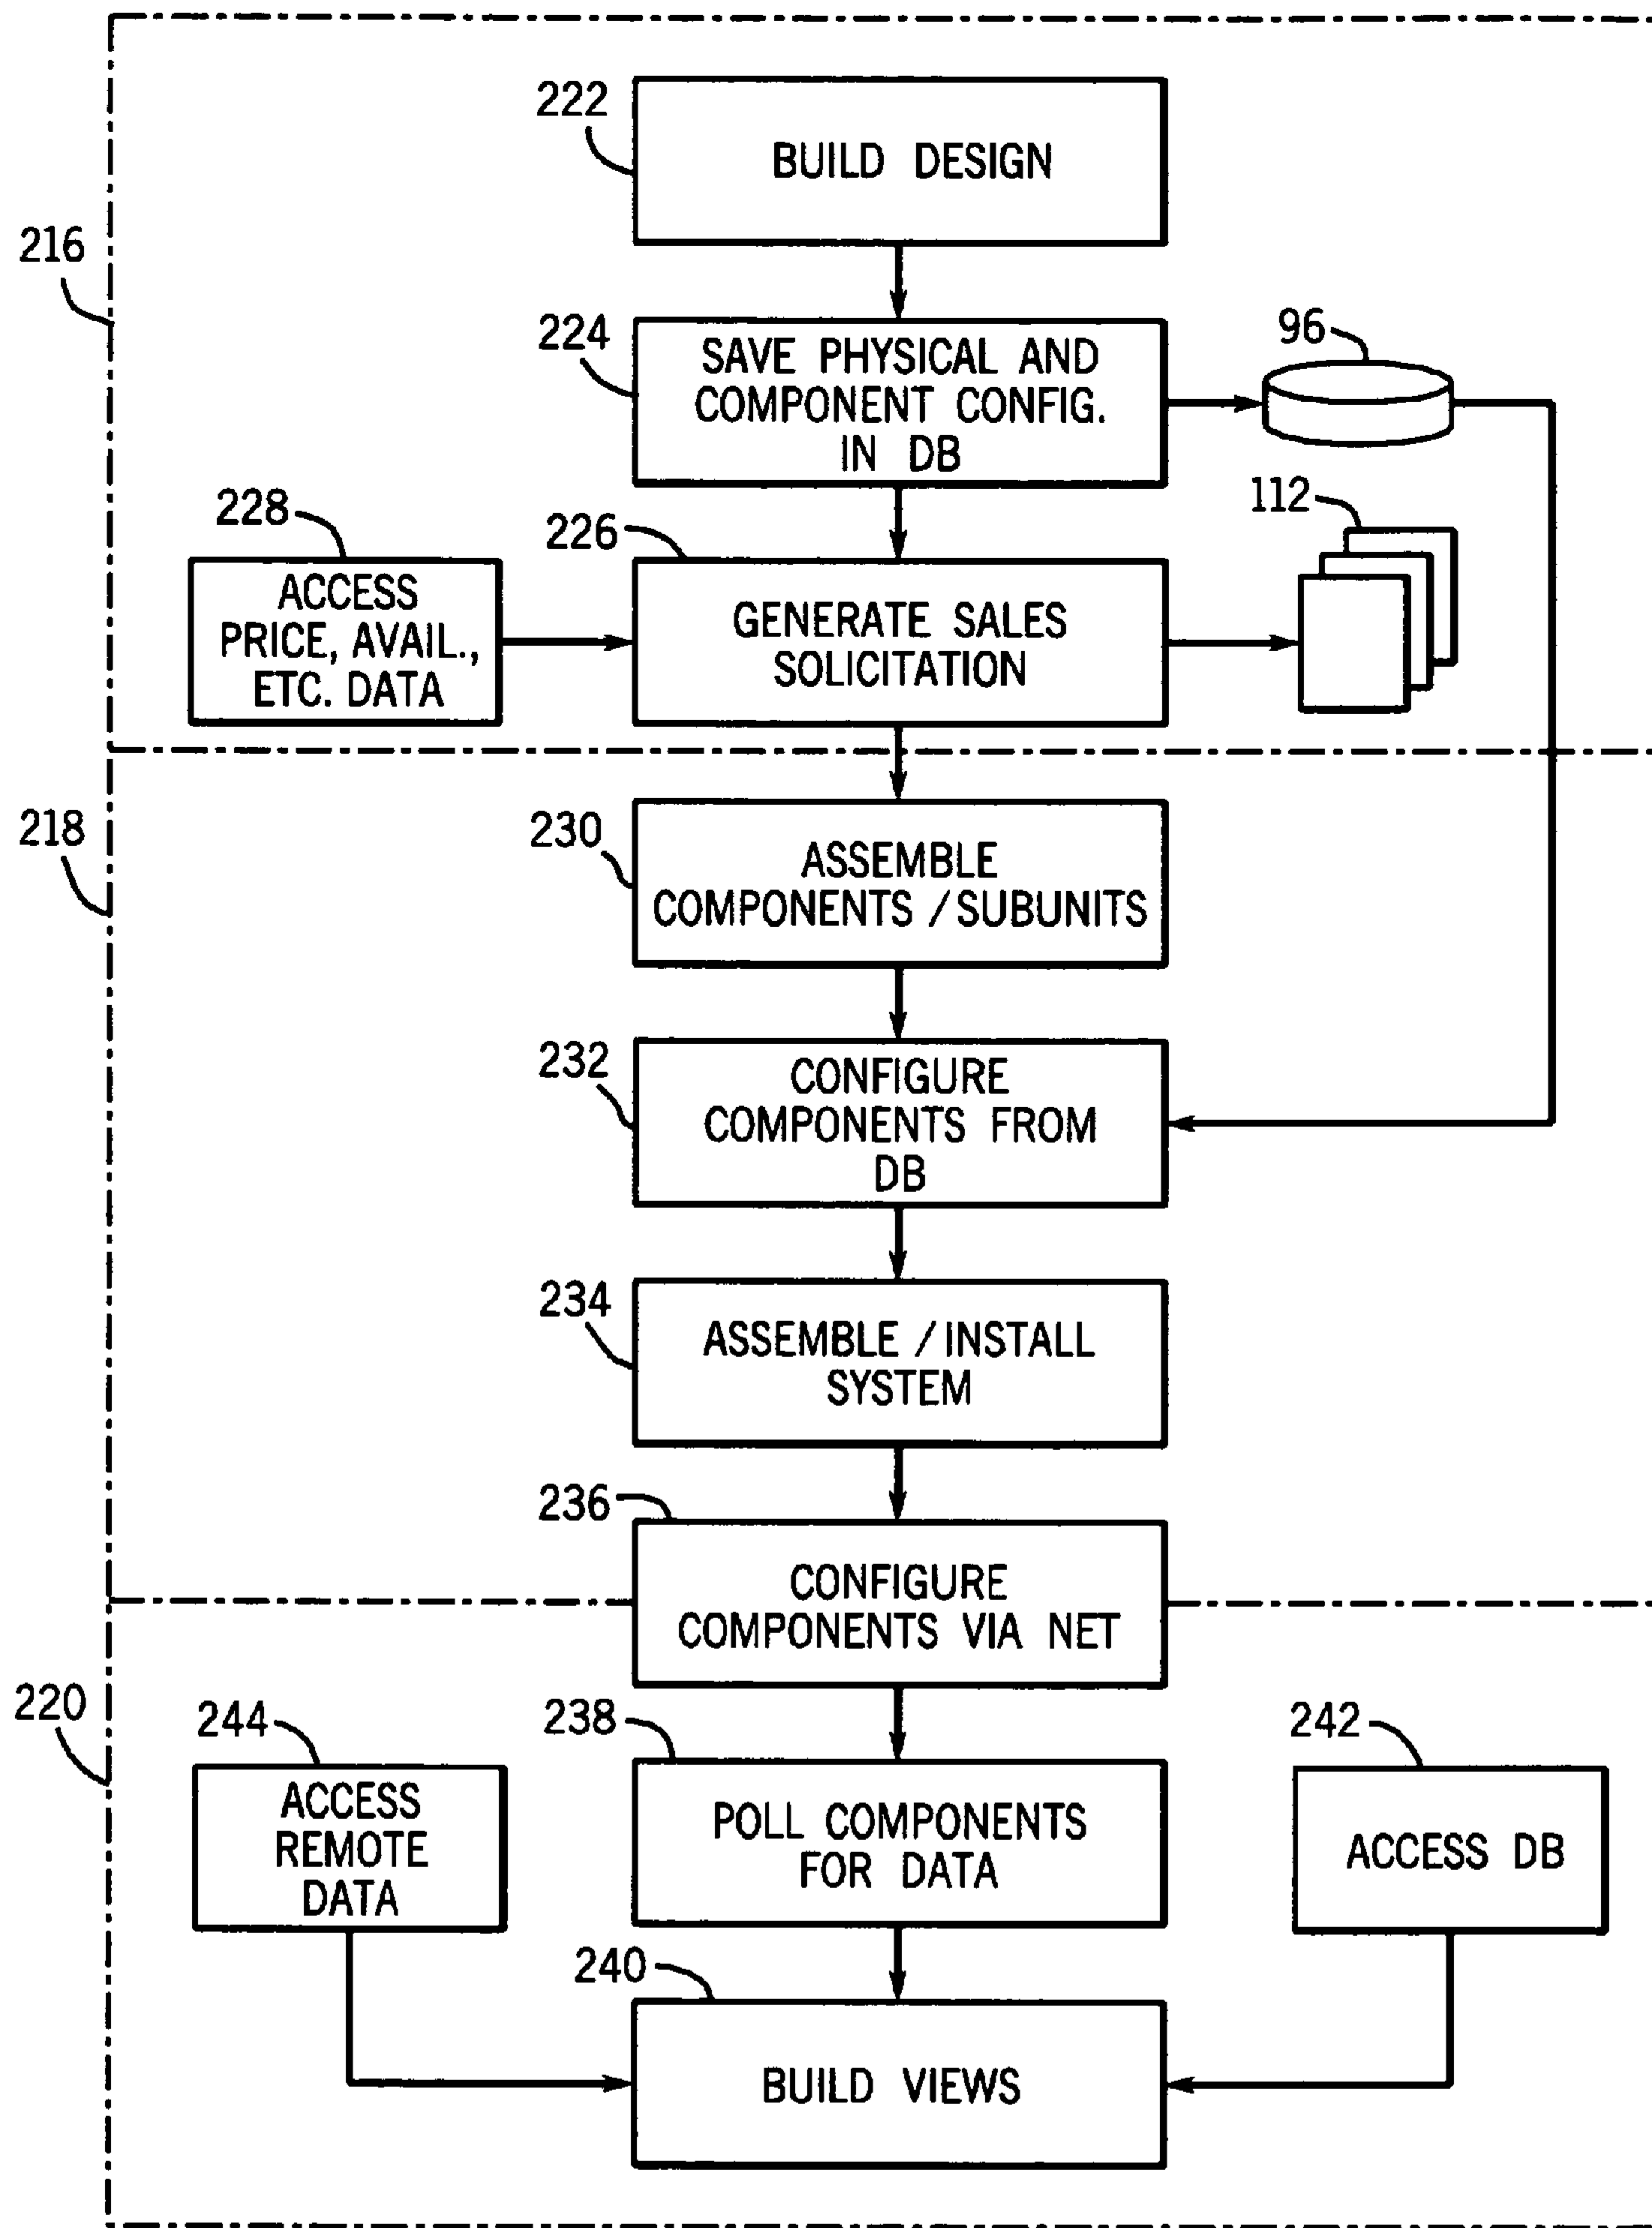 222
BUILD DESIGN
216
224
SAVE PHYSICAL AND
COMPONENT CONFIG.
IN DB
96
228
ACCESS
PRICE, AVAIL.,
ETC. DATA
226
GENERATE SALES
SOLICITATION
112
218
230
ASSEMBLE
COMPONENTS / SUBUNITS
232
CONFIGURE
COMPONENTS FROM
DB
234
ASSEMBLE / INSTALL
SYSTEM
236
CONFIGURE
COMPONENTS VIA NET
220
244
ACCESS
REMOTE
DATA
238
POLL COMPONENTS
FOR DATA
242
ACCESS DB
240
BUILD VIEWS